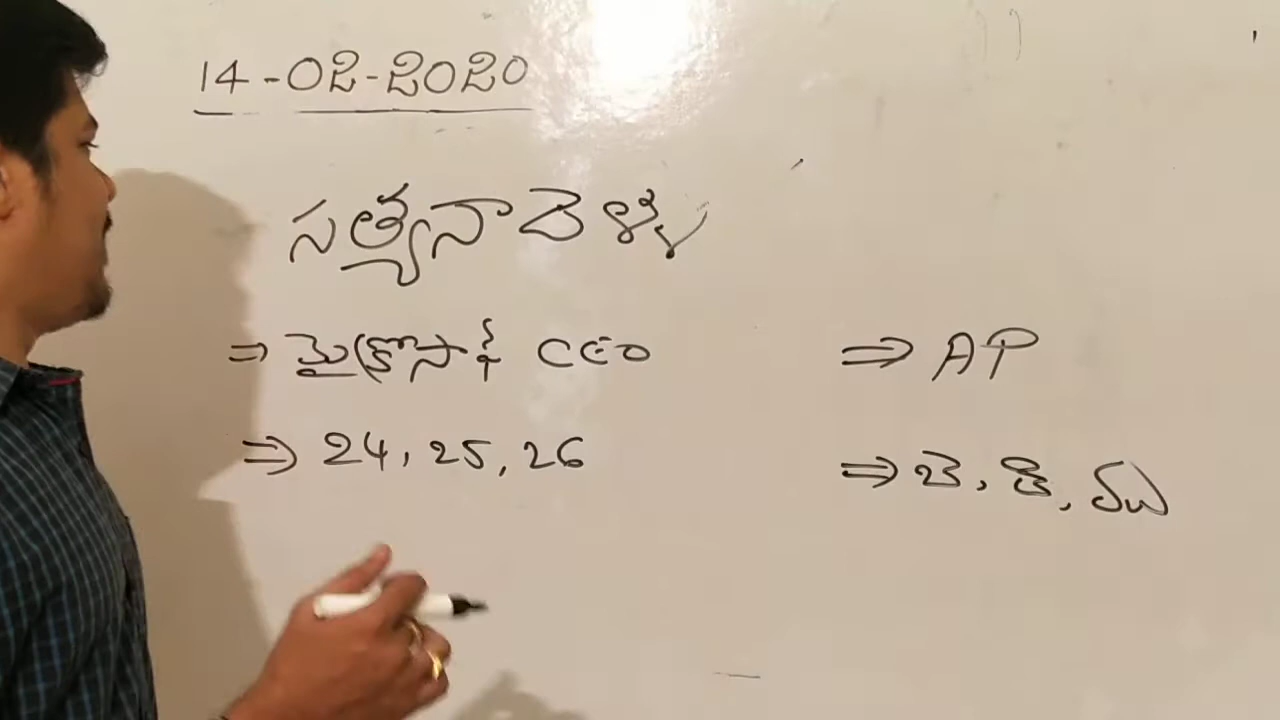 14-02-2020
సత్యనాదెళ్ళ
⇒ మైక్రోసాఫ్ట్ CEO
⇒ AP
⇒ 24, 25, 26
⇒ బె, ఢి, ము